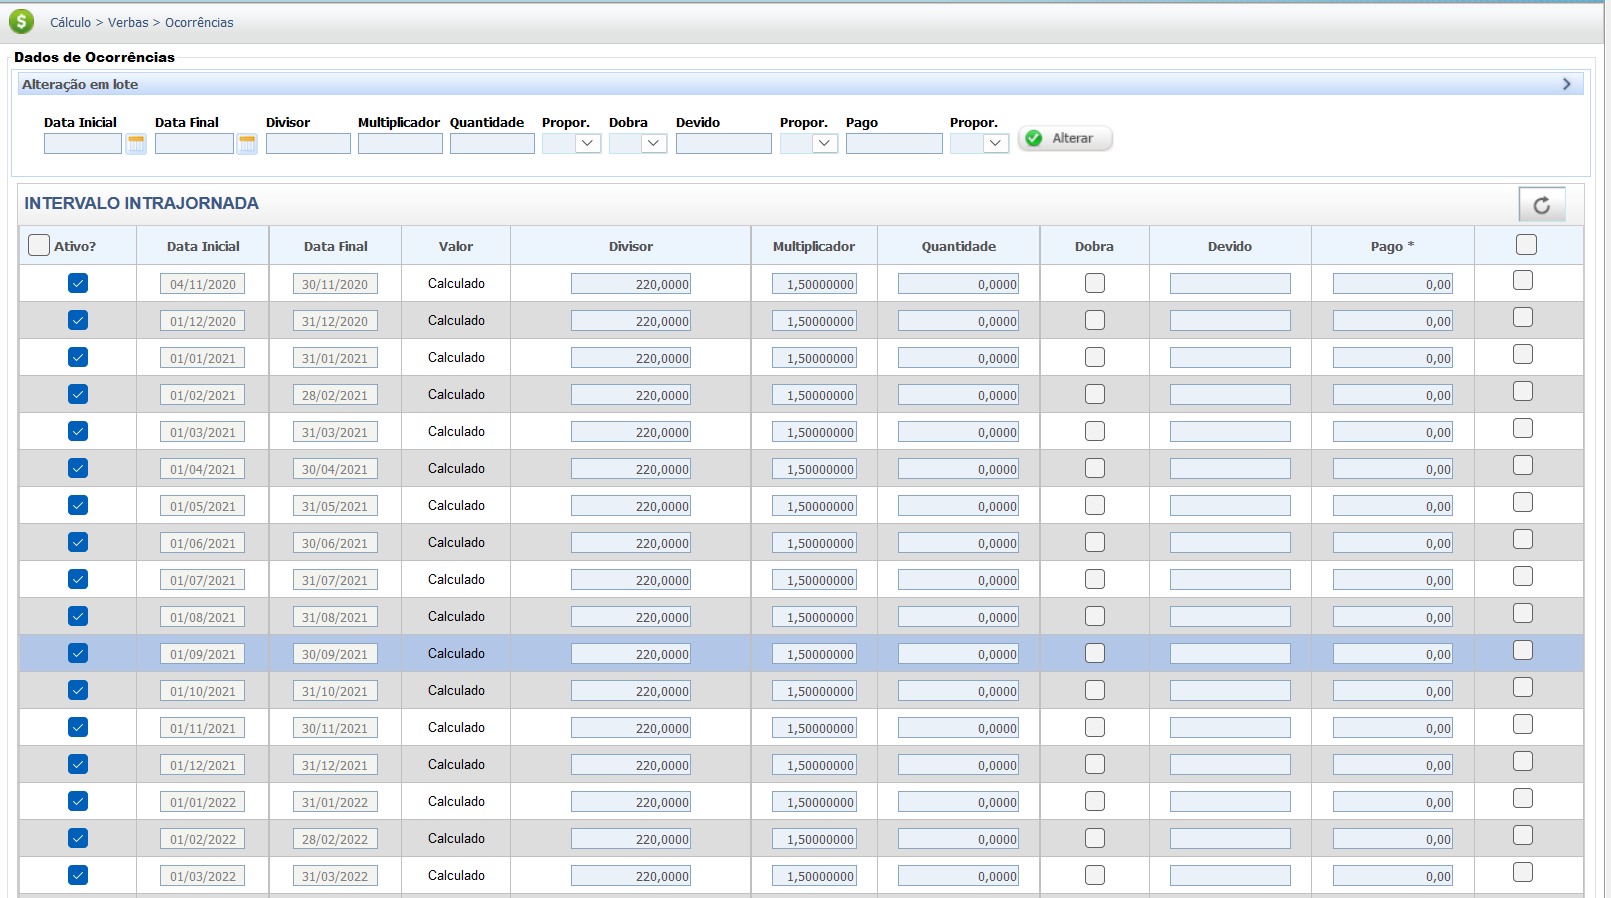 Cálculo > Verbas > Ocorrências
Dados de Ocorrências
Alteração em lote
Data Inicial Data Final Divisor Multiplicador Quantidade Propor. Dobra Devido Propor. Pago Propor.
Alterar
INTERVALO INTRAJORNADA
Ativo? Data Inicial Data Final Valor Divisor Multiplicador Quantidade Dobra Devido Pago *
04/11/2020 30/11/2020 Calculado 220,0000 1,50000000 0,0000 0,00
01/12/2020 31/12/2020 Calculado 220,0000 1,50000000 0,0000 0,00
01/01/2021 31/01/2021 Calculado 220,0000 1,50000000 0,0000 0,00
01/02/2021 28/02/2021 Calculado 220,0000 1,50000000 0,0000 0,00
01/03/2021 31/03/2021 Calculado 220,0000 1,50000000 0,0000 0,00
01/04/2021 30/04/2021 Calculado 220,0000 1,50000000 0,0000 0,00
01/05/2021 31/05/2021 Calculado 220,0000 1,50000000 0,0000 0,00
01/06/2021 30/06/2021 Calculado 220,0000 1,50000000 0,0000 0,00
01/07/2021 31/07/2021 Calculado 220,0000 1,50000000 0,0000 0,00
01/08/2021 31/08/2021 Calculado 220,0000 1,50000000 0,0000 0,00
01/09/2021 30/09/2021 Calculado 220,0000 1,50000000 0,0000 0,00
01/10/2021 31/10/2021 Calculado 220,0000 1,50000000 0,0000 0,00
01/11/2021 30/11/2021 Calculado 220,0000 1,50000000 0,0000 0,00
01/12/2021 31/12/2021 Calculado 220,0000 1,50000000 0,0000 0,00
01/01/2022 31/01/2022 Calculado 220,0000 1,50000000 0,0000 0,00
01/02/2022 28/02/2022 Calculado 220,0000 1,50000000 0,0000 0,00
01/03/2022 31/03/2022 Calculado 220,0000 1,50000000 0,0000 0,00